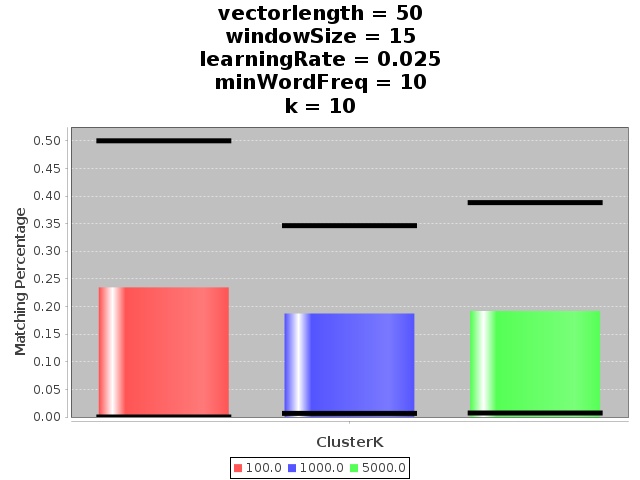 vectorlength = 50
windowSize = 15
learningRate = 0.025
minWordFreq = 10
k = 10
0.50
0.45
0.40
0.35
0.30
0.25
0.20
0.15
0.10
0.05
0.00
Matching Percentage
ClusterK
100.0 1000.0 5000.0